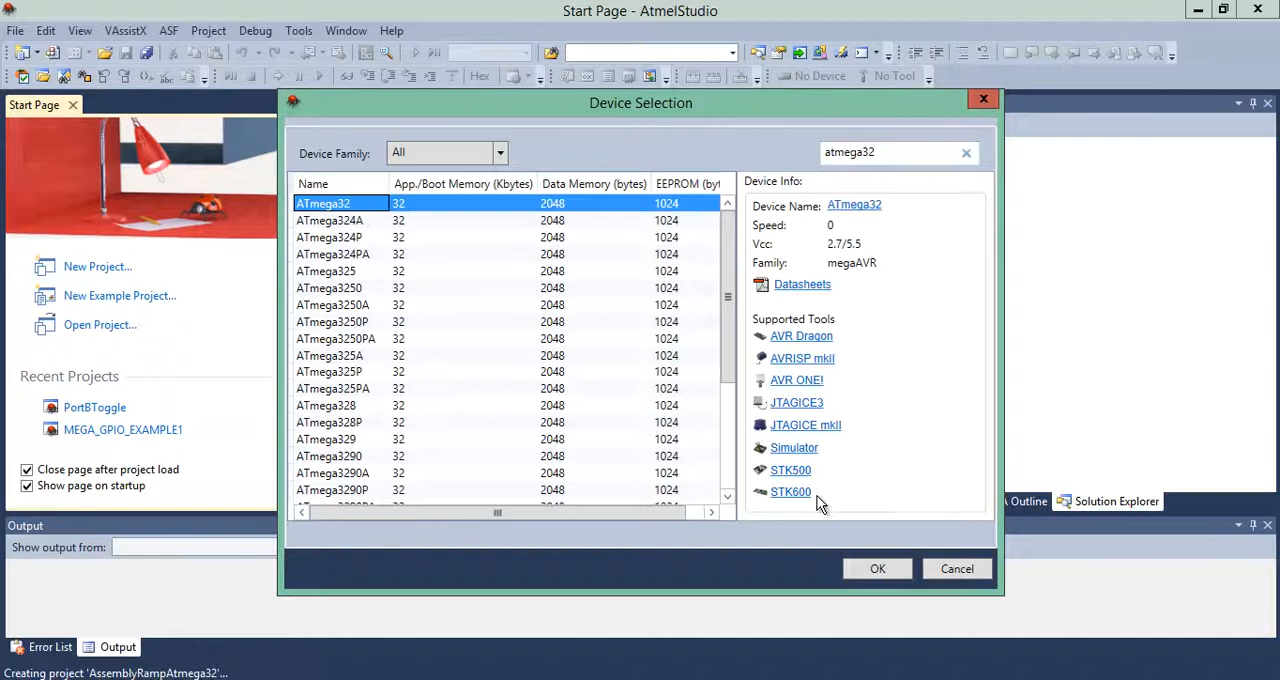 Start Page - AtmelStudio
File Edit View VAssistX ASF Project Debug Tools Window Help
Hex No Device No Tool
Start Page
Device Selection
Device Family: All atmega32
Name App./Boot Memory (Kbytes) Data Memory (bytes) EEPROM (byt
ATmega32 32 2048 1024
ATmega324A 32 2048 1024
ATmega324P 32 2048 1024
ATmega324PA 32 2048 1024
ATmega325 32 2048 1024
ATmega3250 32 2048 1024
ATmega3250A 32 2048 1024
ATmega3250P 32 2048 1024
ATmega3250PA 32 2048 1024
ATmega325A 32 2048 1024
ATmega325P 32 2048 1024
ATmega325PA 32 2048 1024
ATmega328 32 2048 1024
ATmega328P 32 2048 1024
ATmega329 32 2048 1024
ATmega3290 32 2048 1024
ATmega3290A 32 2048 1024
ATmega3290P 32 2048 1024
Device Info:
Device Name: ATmega32
Speed: 0
Vcc: 2.7/5.5
Family: megaAVR
Datasheets
Supported Tools
AVR Dragon
AVRISP mkII
AVR ONE!
JTAGICE3
JTAGICE mkII
Simulator
STK500
STK600
OK Cancel
New Project...
New Example Project...
Open Project...
Recent Projects
PortBToggle
MEGA_GPIO_EXAMPLE1
Close page after project load
Show page on startup
Outline Solution Explorer
Output
Show output from:
Error List Output
Creating project 'AssemblyRampAtmega32'...